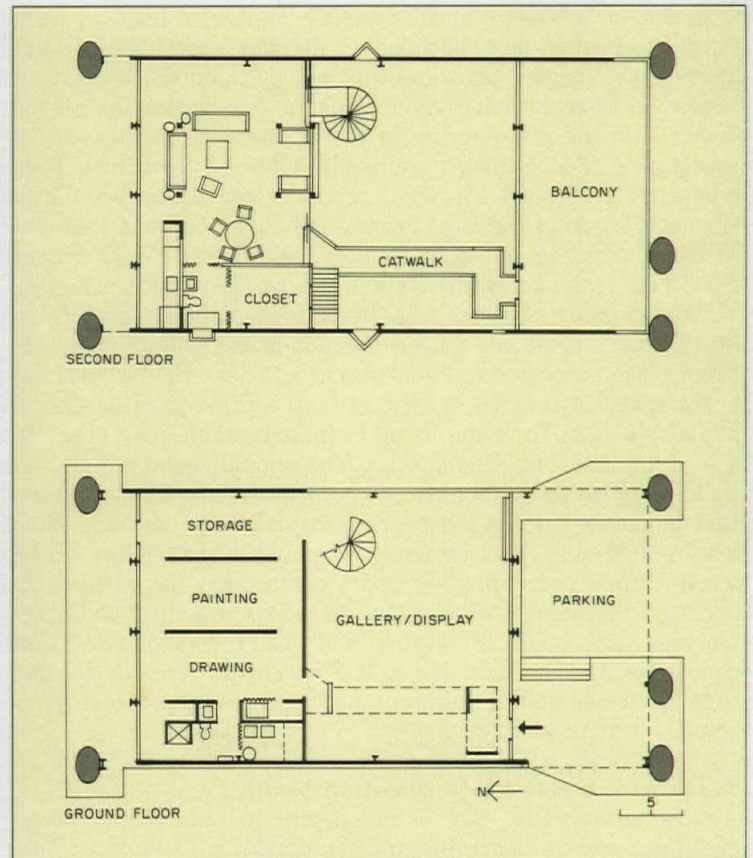 BALCONY
CATWALK
CLOSET
SECOND FLOOR
STORAGE
PAINTING
PARKING
GALLERY/DISPLAY
DRAWING
N
5
GROUND FLOOR